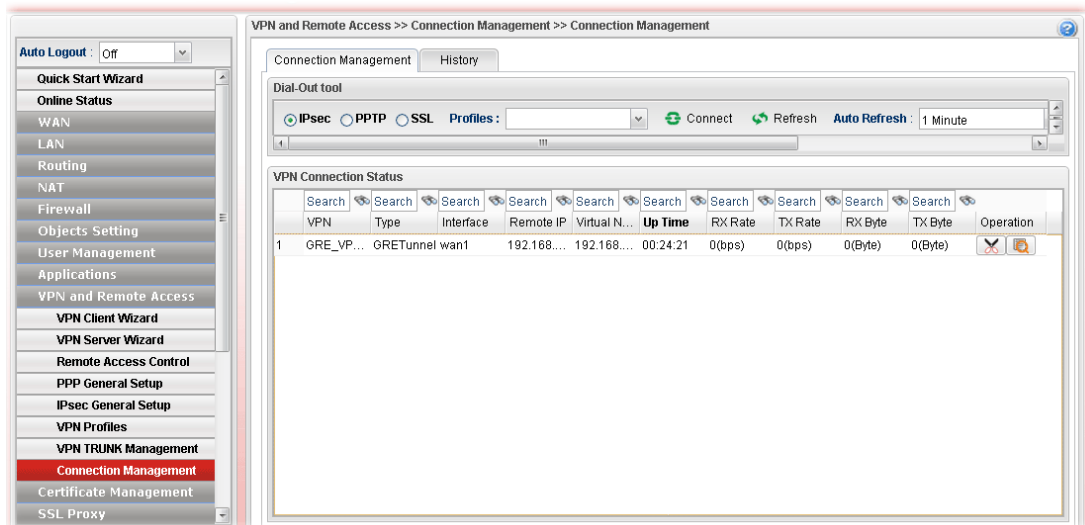 VPN and Remote Access >> Connection Management >> Connection Management
Auto Logout : Off
Quick Start Wizard
Online Status
WAN
LAN
Routing
NAT
Firewall
Objects Setting
User Management
Applications
VPN and Remote Access
VPN Client Wizard
VPN Server Wizard
Remote Access Control
PPP General Setup
IPsec General Setup
VPN Profiles
VPN TRUNK Management
Connection Management
Certificate Management
SSL Proxy
Connection Management History
Dial-Out tool
IPsec PPTP SSL Profiles : Connect Refresh Auto Refresh : 1 Minute
VPN Connection Status
Search Search Search Search Search Search Search Search Search Search
VPN Type Interface Remote IP Virtual N... Up Time RX Rate TX Rate RX Byte TX Byte Operation
1 GRE_VP... GRETunnel wan1 192.168.... 192.168.... 00:24:21 0(bps) 0(bps) 0(Byte) 0(Byte)